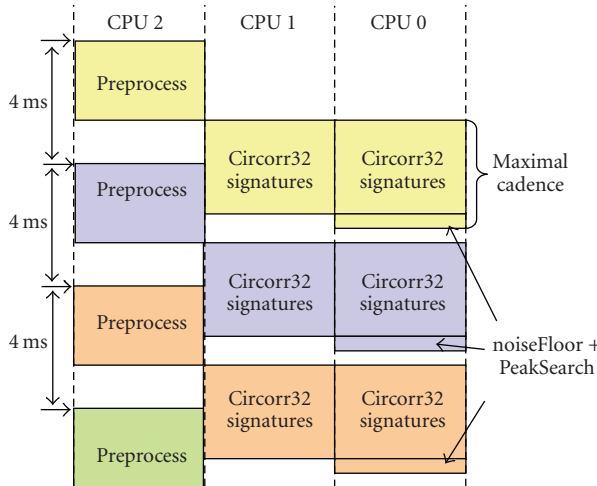 CPU 2
CPU 1
CPU 0
4 ms
Preprocess
Circorr32
signatures
Circorr32
signatures
Maximal
cadence
4 ms
Preprocess
Circorr32
signatures
Circorr32
signatures
4 ms
Preprocess
noiseFloor +
PeakSearch
Circorr32
signatures
Circorr32
signatures
Preprocess